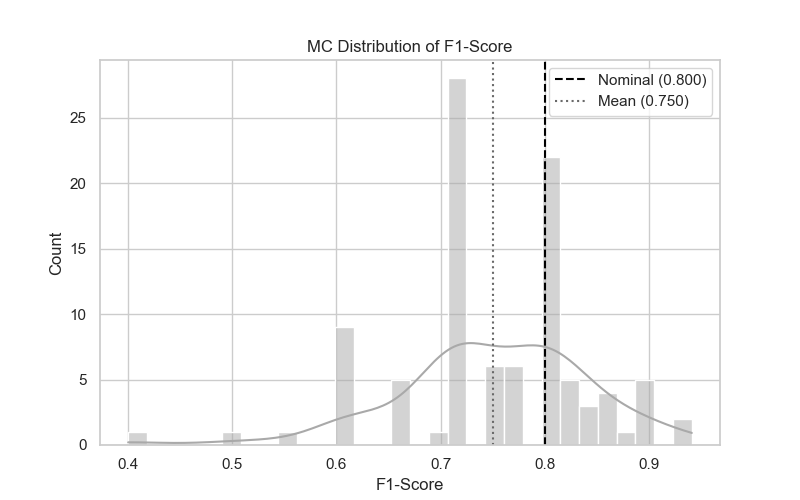 MC Distribution of F1-Score
Nominal (0.800)
Mean (0.750)
25
20
15
10
5
0
Count
0.4 0.5 0.6 0.7 0.8 0.9
F1-Score